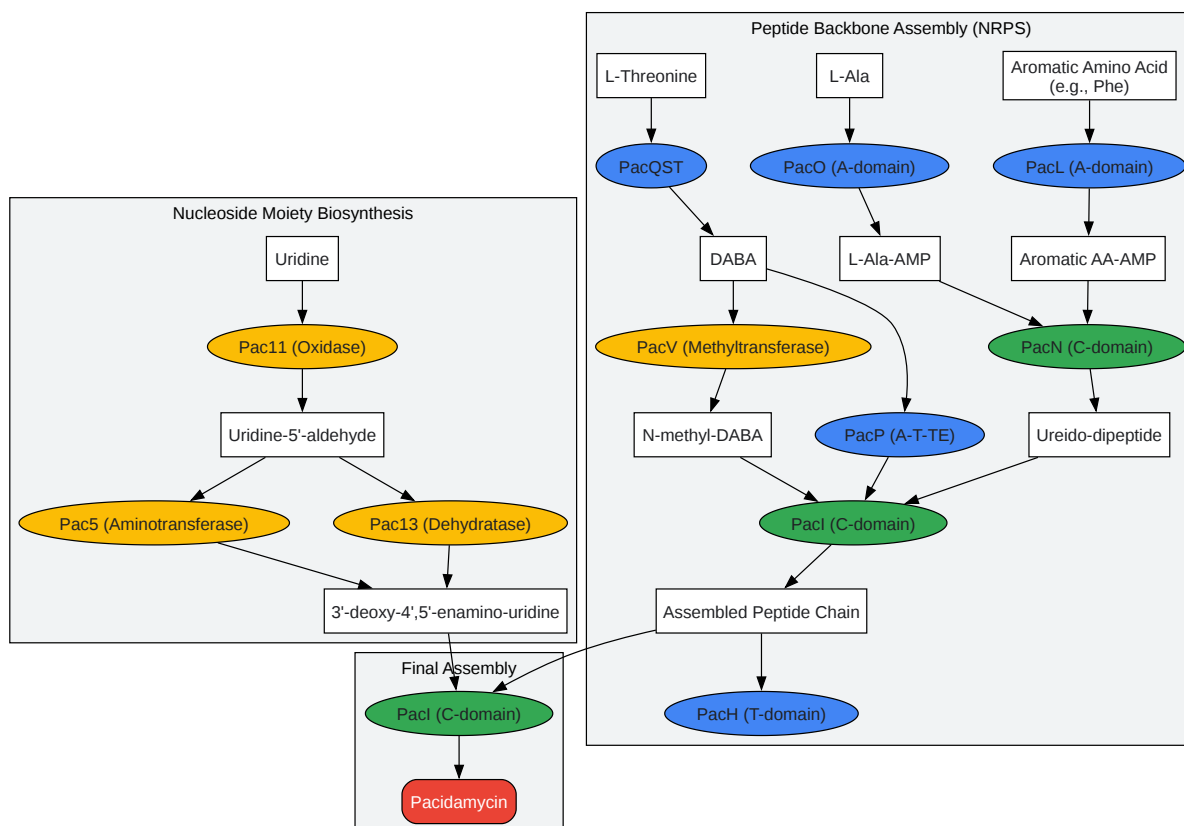 Peptide Backbone Assembly (NRPS)
L-Threonine
L-Ala
Aromatic Amino Acid
(e.g., Phe)
PacQST
PacO (A-domain)
PacL (A-domain)
Nucleoside Moiety Biosynthesis
Uridine
DABA
L-Ala-AMP
Aromatic AA-AMP
Pac11 (Oxidase)
PacV (Methyltransferase)
PacN (C-domain)
Uridine-5'-aldehyde
N-methyl-DABA
PacP (A-T-TE)
Ureido-dipeptide
Pac5 (Aminotransferase)
Pac13 (Dehydratase)
PacI (C-domain)
3'-deoxy-4',5'-enamino-uridine
Assembled Peptide Chain
Final Assembly
PacI (C-domain)
PacH (T-domain)
Pacidamycin